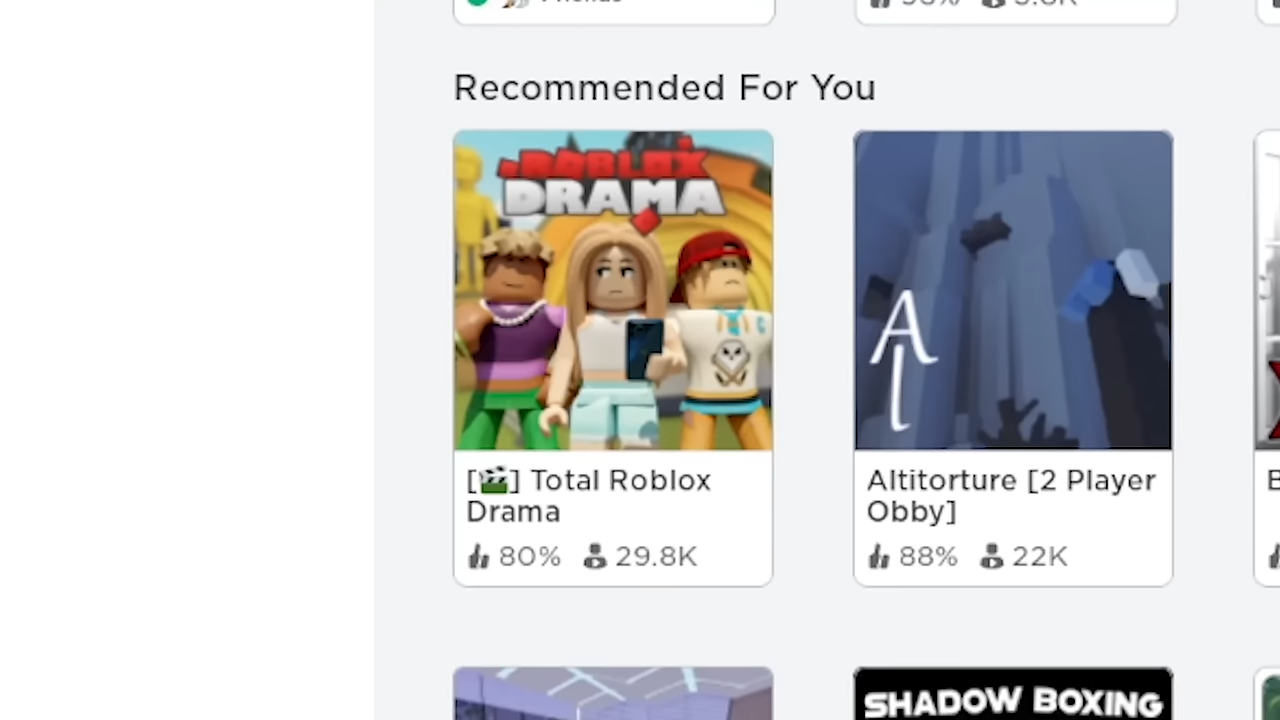 Friends
Recommended For You
ROBLOX
DRAMA
A
l
[🎬] Total Roblox
Drama
80% 29.8K
Altitorture [2 Player
Obby]
88% 22K
B
SHADOW BOXING